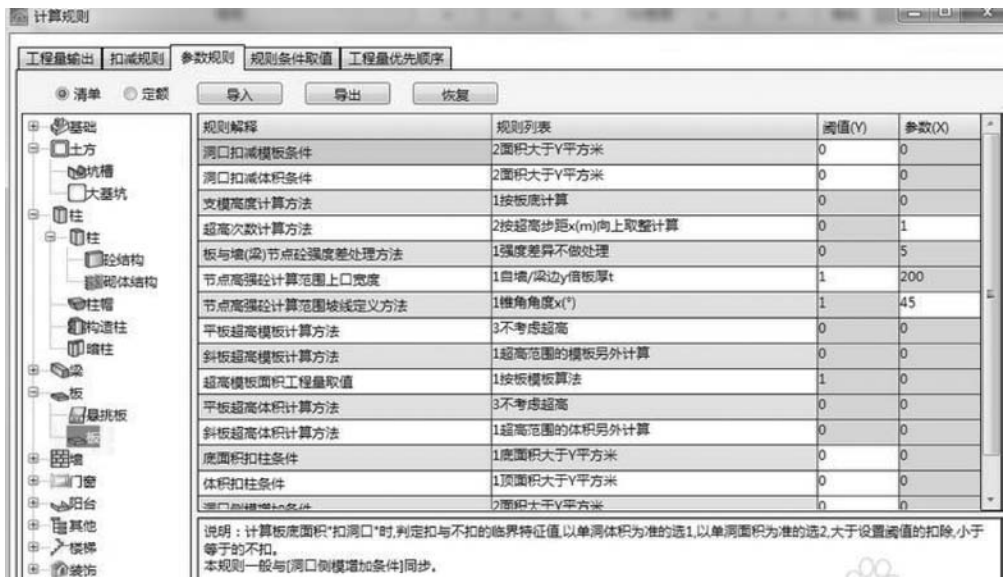 计算规则
工程量输出 扣减规则 参数规则 规则条件取值 工程量优先顺序
清单 定额 导入 导出 恢复
基础
土方
坑槽
大基坑
柱
柱
砼结构
砌体结构
柱帽
构造柱
暗柱
梁
板
悬挑板
墙
门窗
阳台
其他
楼梯
装饰
规则解释 规则列表 阈值(Y) 参数(X)
洞口扣减模板条件 2面积大于Y平方米 0 0
洞口扣减体积条件 2面积大于Y平方米 0 0
支模高度计算方法 1按板底计算 0 0
超高次数计算方法 2按超高步距x(m)向上取整计算 0 1
板与墙(梁)节点砼强度差处理方法 1强度差异不做处理 0 5
节点高强砼计算范围上口宽度 1自墙/梁边y倍板厚t 1 200
节点高强砼计算范围坡线定义方法 1锥角角度x(°) 1 45
平板超高模板计算方法 3不考虑超高 0 0
斜板超高模板计算方法 1超高范围的模板另外计算 0 0
超高模板面积工程量取值 1按板模板算法 1 0
平板超高体积计算方法 3不考虑超高 0 0
斜板超高体积计算方法 1超高范围的体积另外计算 0 0
底面积扣柱条件 1底面积大于Y平方米 0 0
体积扣柱条件 1顶面积大于Y平方米 0 0
洞口侧模增加条件 2面积大于Y平方米 0 0
说明：计算板底面积"扣洞口"时,判定扣与不扣的临界特征值,以单洞体积为准的选1,以单洞面积为准的选2,大于设置阈值的扣除,小于
等于的不扣。
本规则一般与[洞口侧模增加条件]同步。